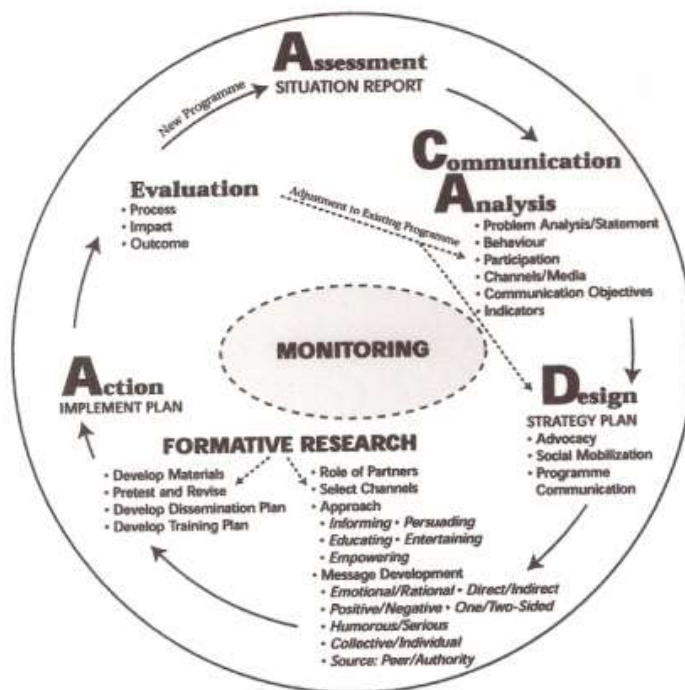 Assessment
SITUATION REPORT
New Programme
Communication
Analysis
• Problem Analysis/Statement
• Behaviour
• Participation
• Channels/Media
• Communication Objectives
• Indicators
Evaluation
• Process
• Impact
• Outcome
Adjustment to Existing Programme
MONITORING
Design
STRATEGY PLAN
• Advocacy
• Social Mobilization
• Programme
Communication
Action
IMPLEMENT PLAN
FORMATIVE RESEARCH
• Develop Materials
• Pretest and Revise
• Develop Dissemination Plan
• Develop Training Plan
• Role of Partners
• Select Channels
• Approach
• Informing • Persuading
• Educating • Entertaining
• Empowering
• Message Development
• Emotional/Rational • Direct/Indirect
• Positive/Negative • One/Two-Sided
• Humorous/Serious
• Collective/Individual
• Source: Peer/Authority